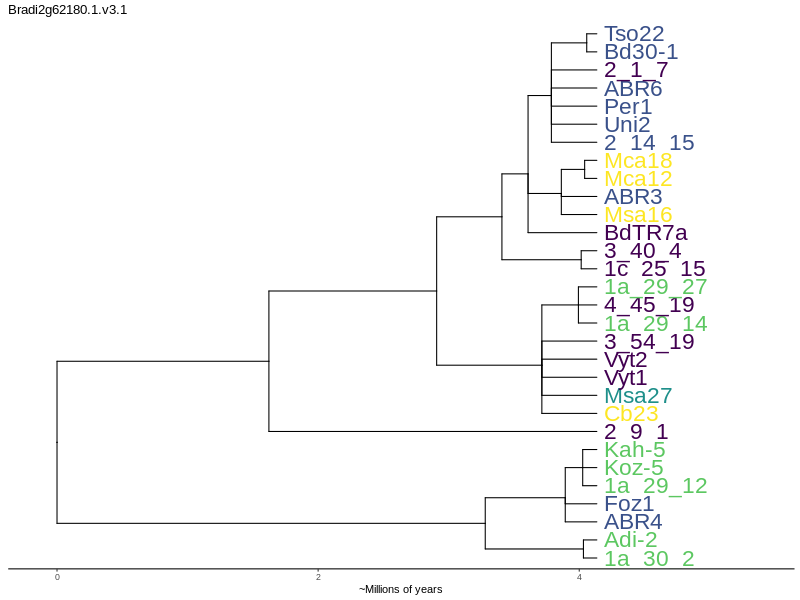 Bradi2g62180.1.v3.1
Tso22
Bd30-1
2_1_7
ABR6
Per1
Uni2
2_14_15
Mca18
Mca12
ABR3
Msa16
BdTR7a
3_40_4
1c_25_15
1a_29_27
4_45_19
1a_29_14
3_54_19
Vyt2
Vyt1
Msa27
Cb23
2_9_1
Kah-5
Koz-5
1a_29_12
Foz1
ABR4
Adi-2
1a_30_2
0 2 4
~Millions of years